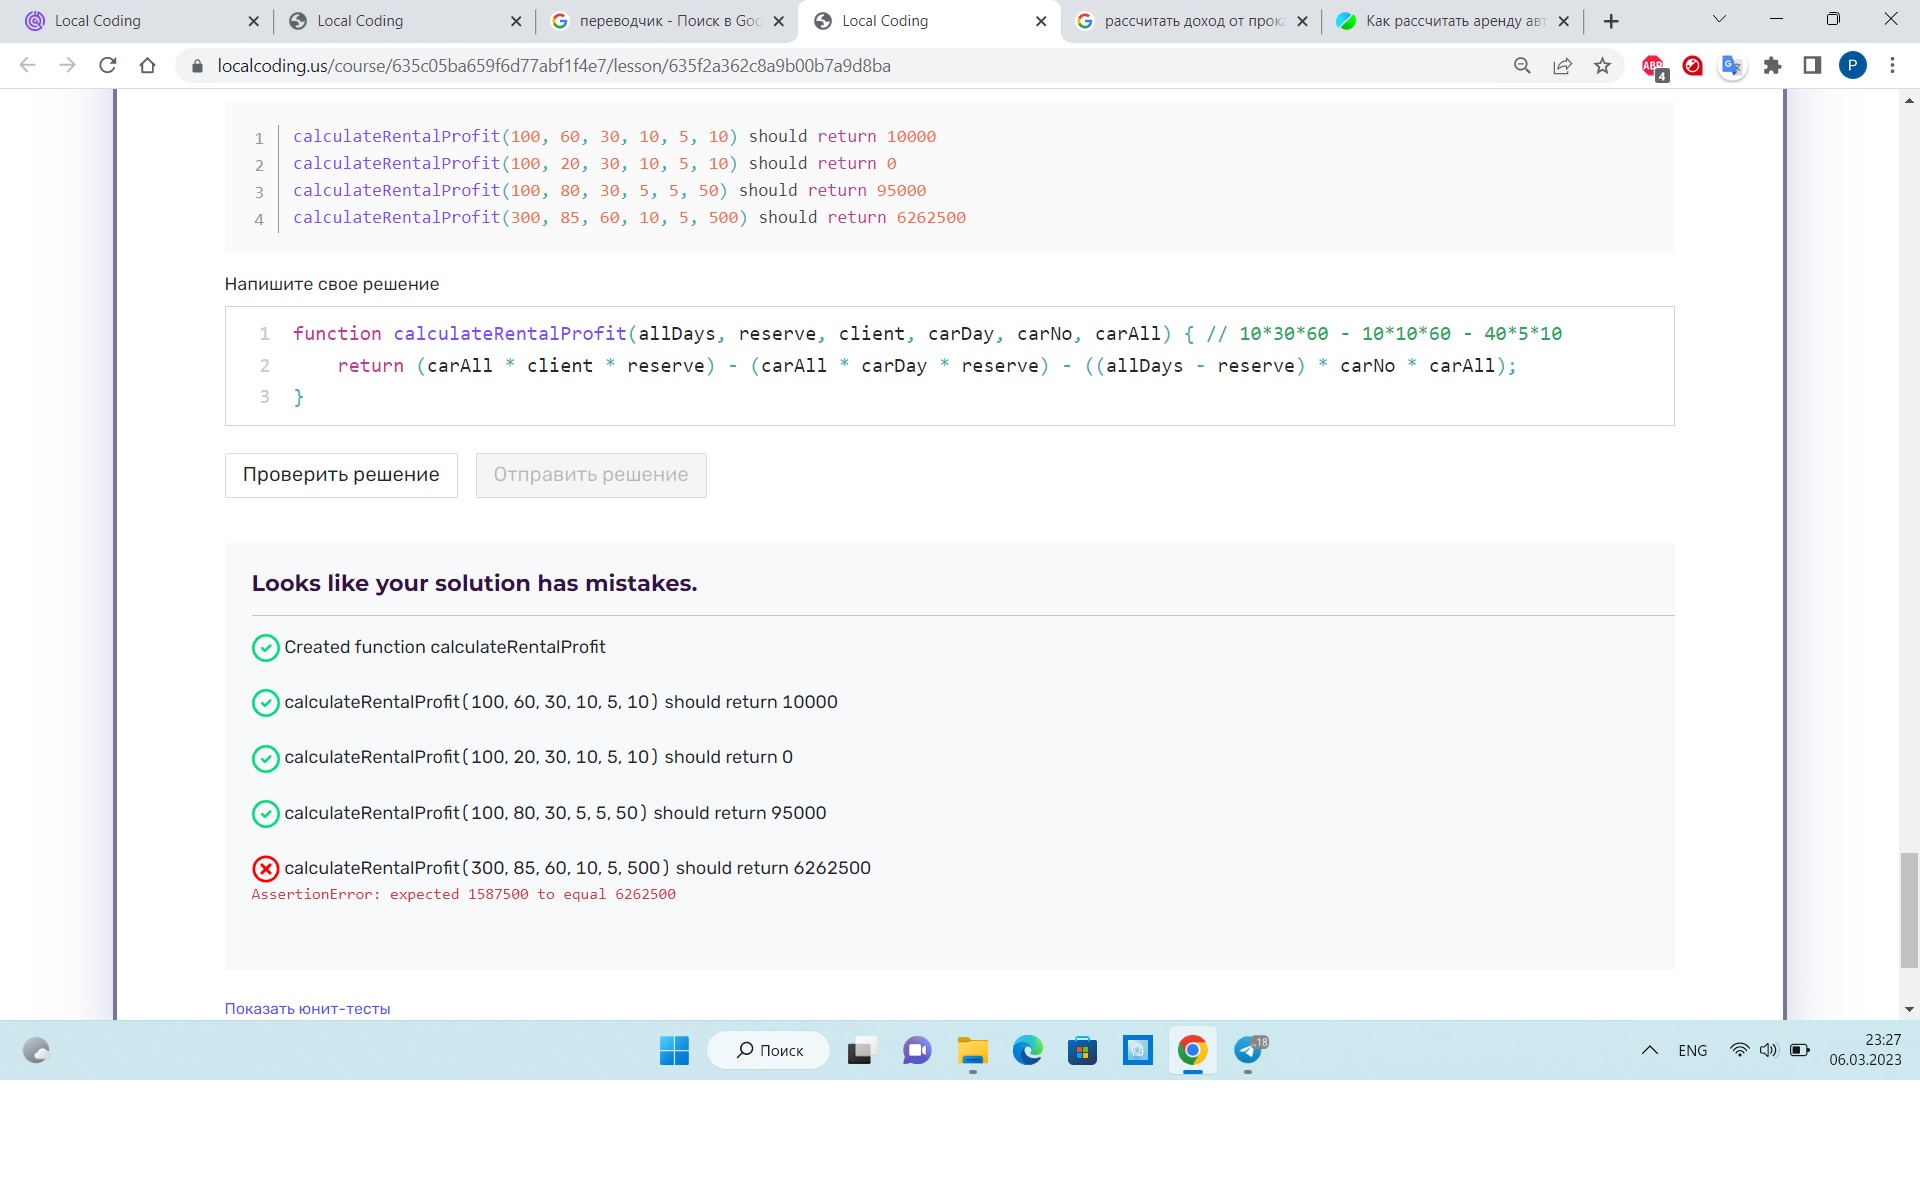 Local Coding
Local Coding
переводчик - Поиск в Goo
Local Coding
рассчитать доход от прока
Как рассчитать аренду авт
localcoding.us/course/635c05ba659f6d77abf1f4e7/lesson/635f2a362c8a9b00b7a9d8ba
ABP
4
G
P
1 calculateRentalProfit(100, 60, 30, 10, 5, 10) should return 10000
2 calculateRentalProfit(100, 20, 30, 10, 5, 10) should return 0
3 calculateRentalProfit(100, 80, 30, 5, 5, 50) should return 95000
4 calculateRentalProfit(300, 85, 60, 10, 5, 500) should return 6262500
Напишите свое решение
1 function calculateRentalProfit(allDays, reserve, client, carDay, carNo, carAll) { // 10*30*60 - 10*10*60 - 40*5*10
2 return (carAll * client * reserve) - (carAll * carDay * reserve) - ((allDays - reserve) * carNo * carAll);
3 }
Проверить решение
Отправить решение
Looks like your solution has mistakes.
Created function calculateRentalProfit
calculateRentalProfit(100, 60, 30, 10, 5, 10) should return 10000
calculateRentalProfit(100, 20, 30, 10, 5, 10) should return 0
calculateRentalProfit(100, 80, 30, 5, 5, 50) should return 95000
calculateRentalProfit(300, 85, 60, 10, 5, 500) should return 6262500
AssertionError: expected 1587500 to equal 6262500
Показать юнит-тесты
Поиск
..18
ENG
23:27
06.03.2023